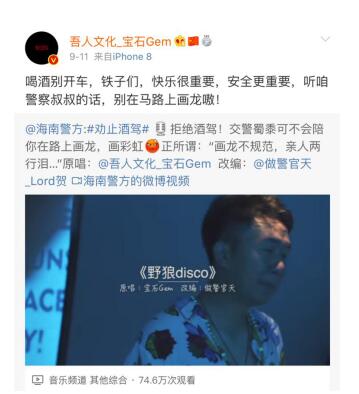 吾人文化_宝石Gem
9-11 来自iPhone 8
喝酒别开车，铁子们，快乐很重要，安全更重要，听咱
警察叔叔的话，别在马路上画龙嗷！
@海南警方:#劝止酒驾# 拒绝酒驾！交警蜀黍可不会陪
你在路上画龙，画彩虹 正所谓：“画龙不规范，亲人两
行泪...”原唱：@吾人文化_宝石Gem 改编：@做警官天
_Lord贺 海南警方的微博视频
《野狼disco》
原唱：宝石Gem 改编：做警官天
UNS
ACE
Y!
音乐频道 其他综合 · 74.6万次观看